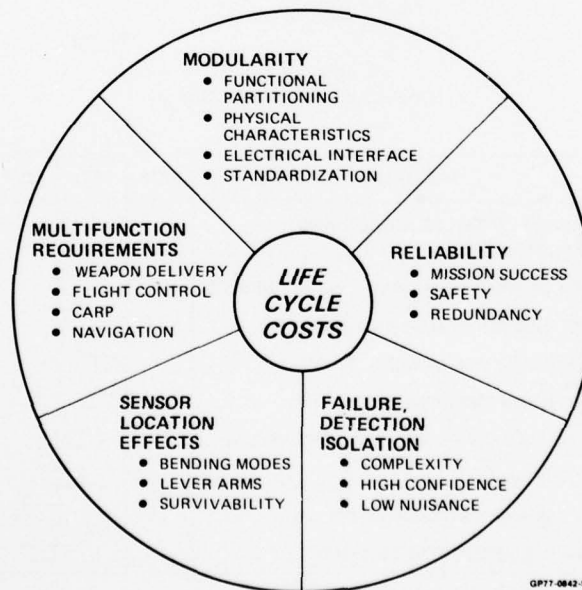 MODULARITY
● FUNCTIONAL
PARTITIONING
● PHYSICAL
CHARACTERISTICS
● ELECTRICAL INTERFACE
● STANDARDIZATION
MULTIFUNCTION
REQUIREMENTS
● WEAPON DELIVERY
● FLIGHT CONTROL
● CARP
● NAVIGATION
LIFE
CYCLE
COSTS
RELIABILITY
● MISSION SUCCESS
● SAFETY
● REDUNDANCY
SENSOR
LOCATION
EFFECTS
● BENDING MODES
● LEVER ARMS
● SURVIVABILITY
FAILURE,
DETECTION
ISOLATION
● COMPLEXITY
● HIGH CONFIDENCE
● LOW NUISANCE